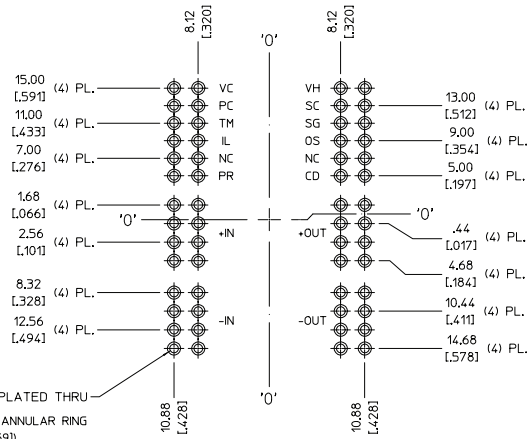 8.12
[.320]
'0'
8.12
[.320]
15.00
[.591] (4) PL.
11.00
[.433] (4) PL.
7.00
[.276] (4) PL.
1.68
[.066] (4) PL.
2.56
[.101] (4) PL.
8.32
[.328] (4) PL.
12.56
[.494] (4) PL.
VC
PC
TM
IL
NC
PR
'0'
+IN
-IN
VH
SC
SG
OS
NC
CD
'0'
+OUT
-OUT
13.00
[.512] (4) PL.
9.00
[.354] (4) PL.
5.00
[.197] (4) PL.
.44
[.017] (4) PL.
4.68
[.184] (4) PL.
10.44
[.411] (4) PL.
14.68
[.578] (4) PL.
PLATED THRU
ANNULAR RING
10.88
[.428]
'0'
10.88
[.428]